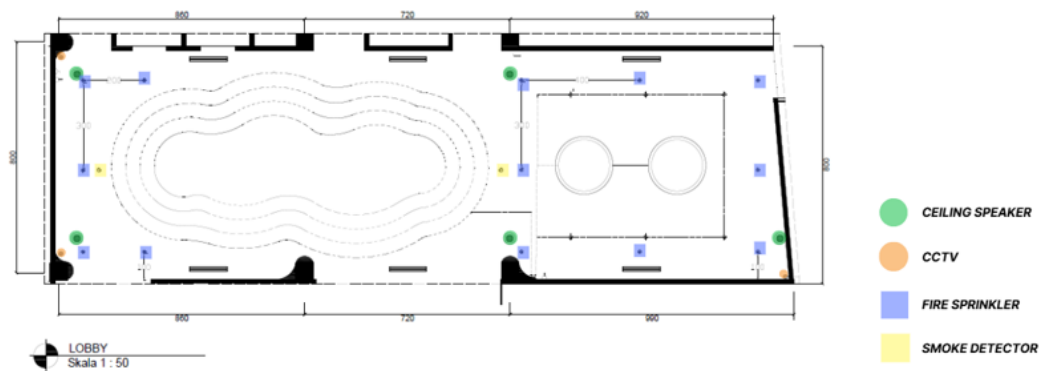 860 720 920
800
800
860 720 990
LOBBY
Skala 1 : 50
CEILING SPEAKER
CCTV
FIRE SPRINKLER
SMOKE DETECTOR